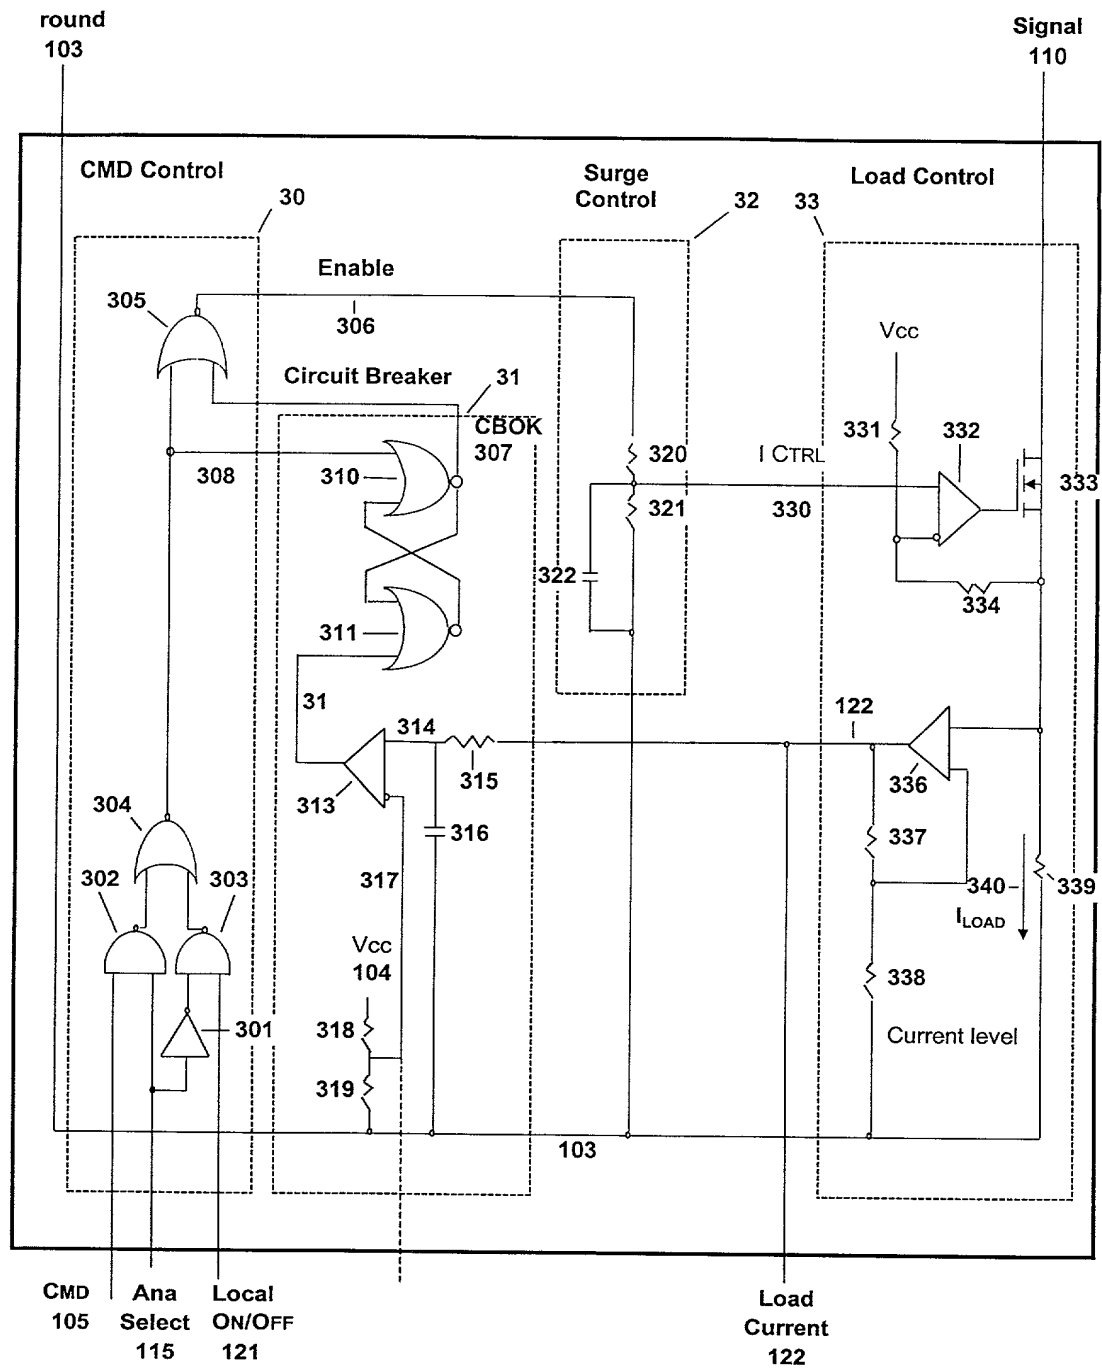 round
103
Signal
110
CMD Control
30
Surge
Control
32
Load Control
33
Enable
305
306
Vcc
Circuit Breaker
31
CBOK
307
308
310
320
321
I CTRL
330
331
332
333
322
334
311
31
314
315
122
336
313
316
337
304
302
303
317
340
339
ILOAD
Vcc
104
338
301
318
319
Current level
103
CMD
105
Ana
Select
115
Local
ON/OFF
121
Load
Current
122